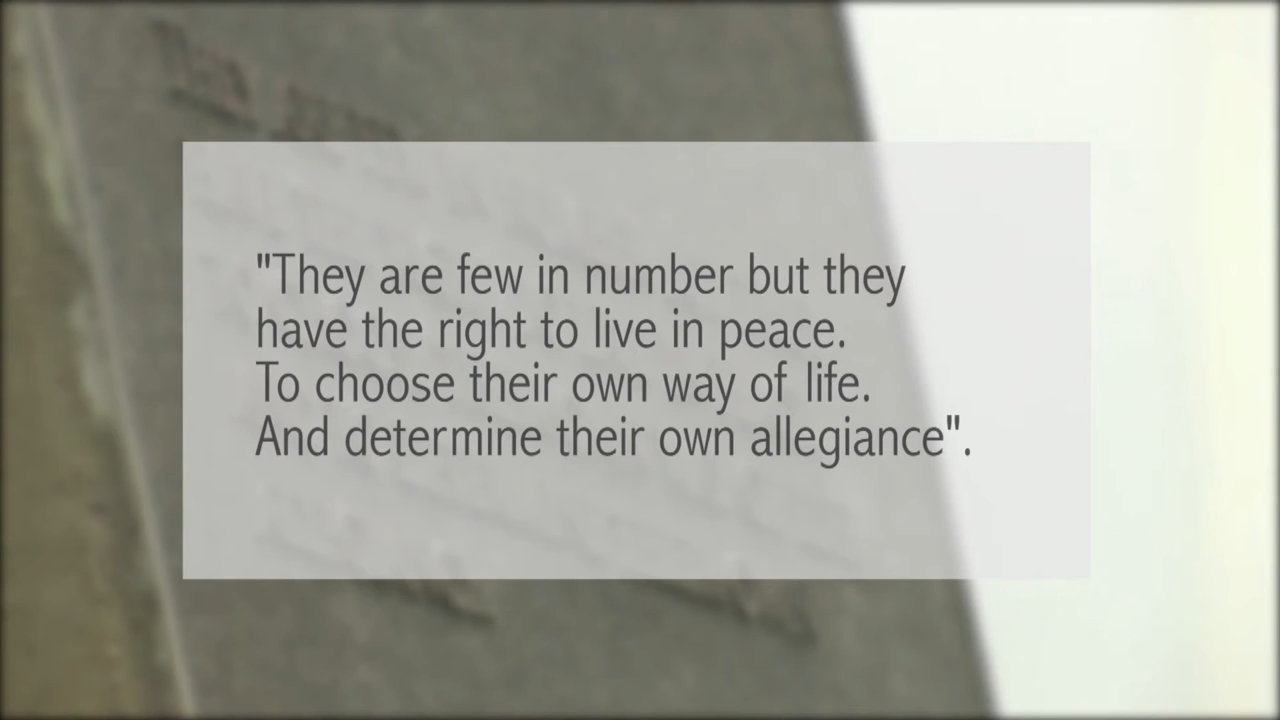 "They are few in number but they
have the right to live in peace.
To choose their own way of life.
And determine their own allegiance".